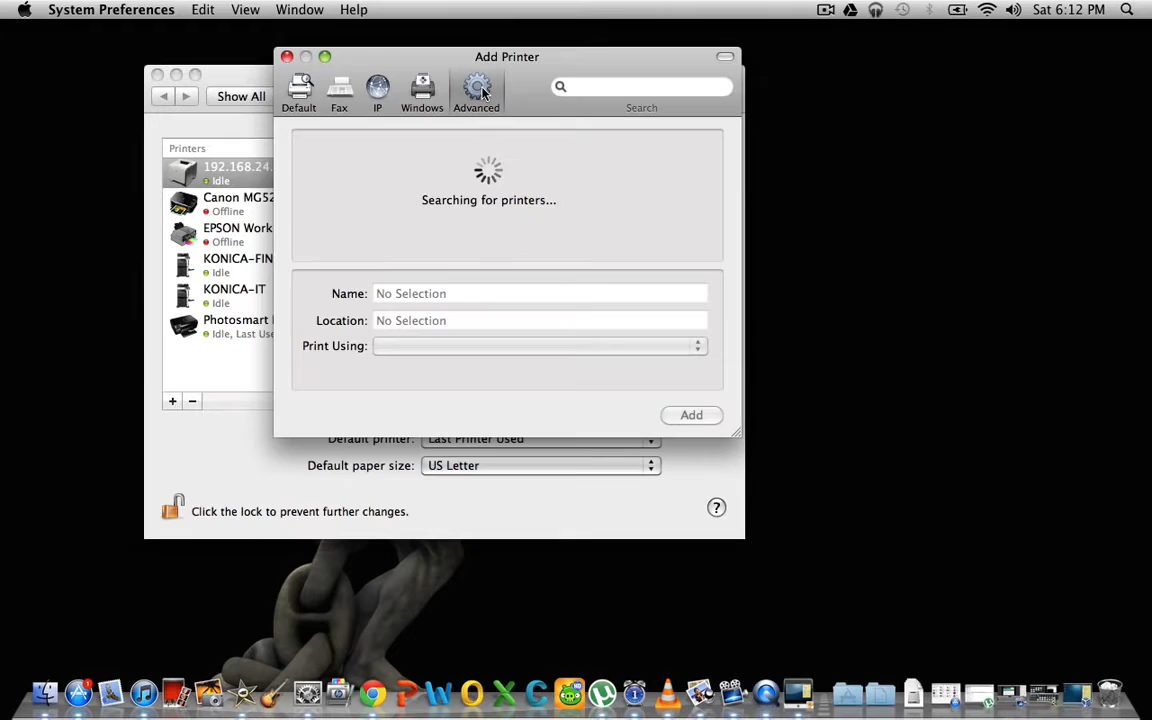 System Preferences Edit View Window Help Sat 6:12 PM
Add Printer
Show All
Default Fax IP Windows Advanced
Search
Printers
192.168.24.
Idle
Canon MG52
Offline
EPSON Work
Offline
KONICA-FIN
Idle
KONICA-IT
Idle
Photosmart
Idle, Last Use
Searching for printers...
Name: No Selection
Location: No Selection
Print Using:
Add
+ −
Default printer: Last Printer Used
Default paper size: US Letter
Click the lock to prevent further changes.
?